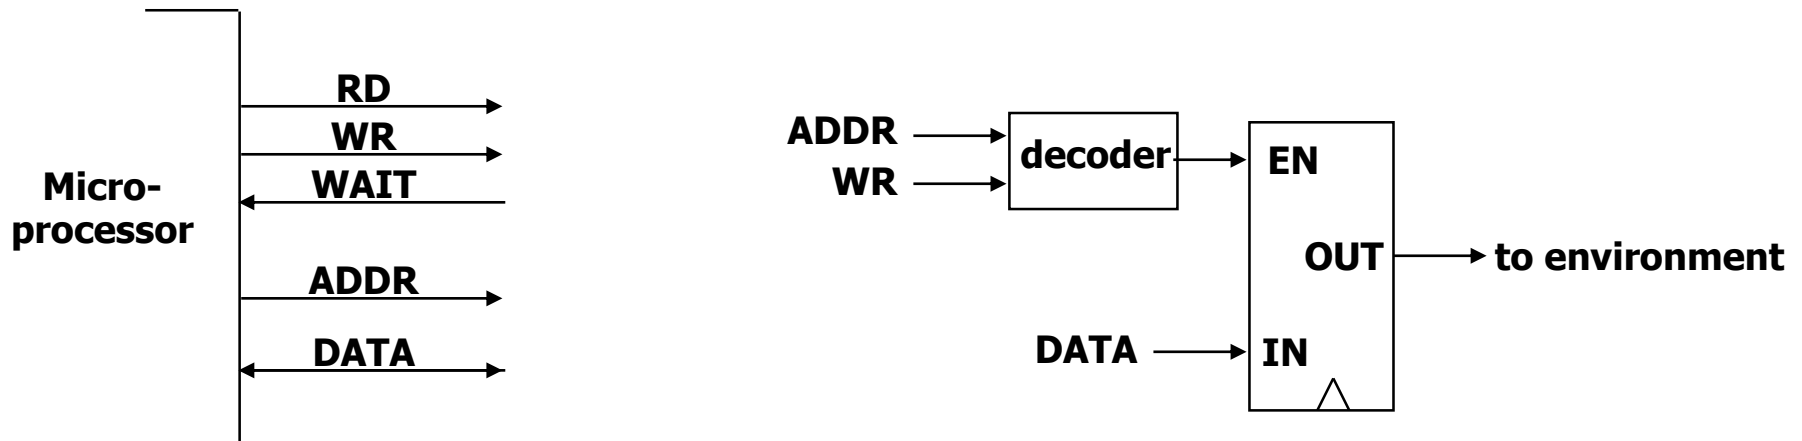 RD
WR
WAIT
Micro-
processor
ADDR
DATA
ADDR
WR
decoder
EN
OUT
to environment
DATA
IN